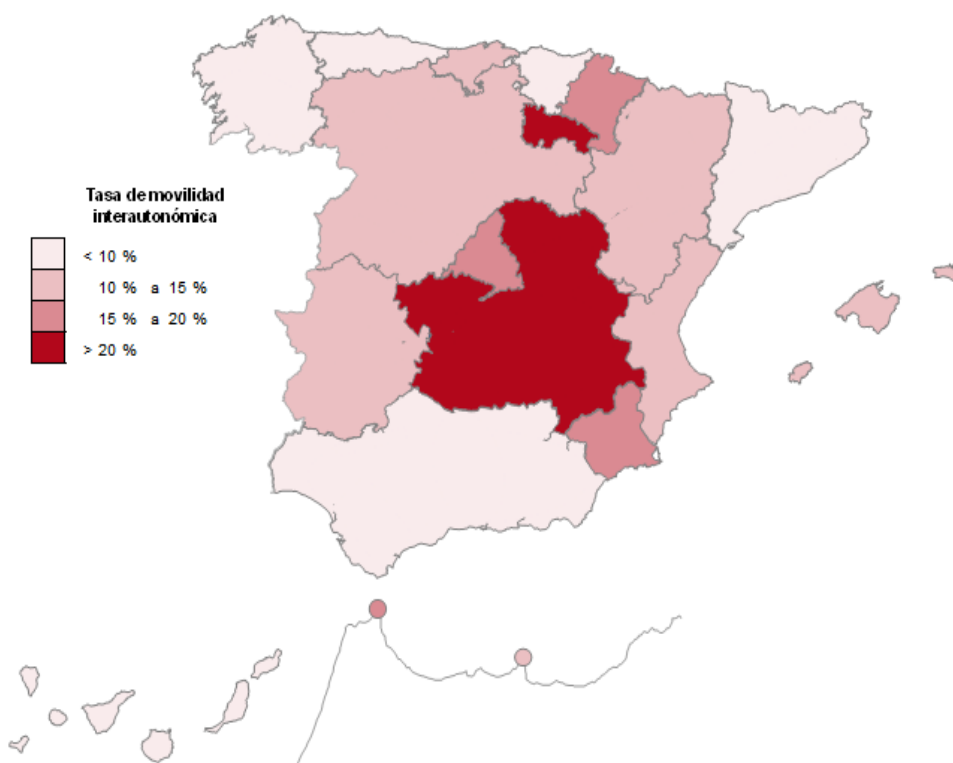 Tasa de movilidad
interautonómica
< 10 %
10 % a 15 %
15 % a 20 %
> 20 %